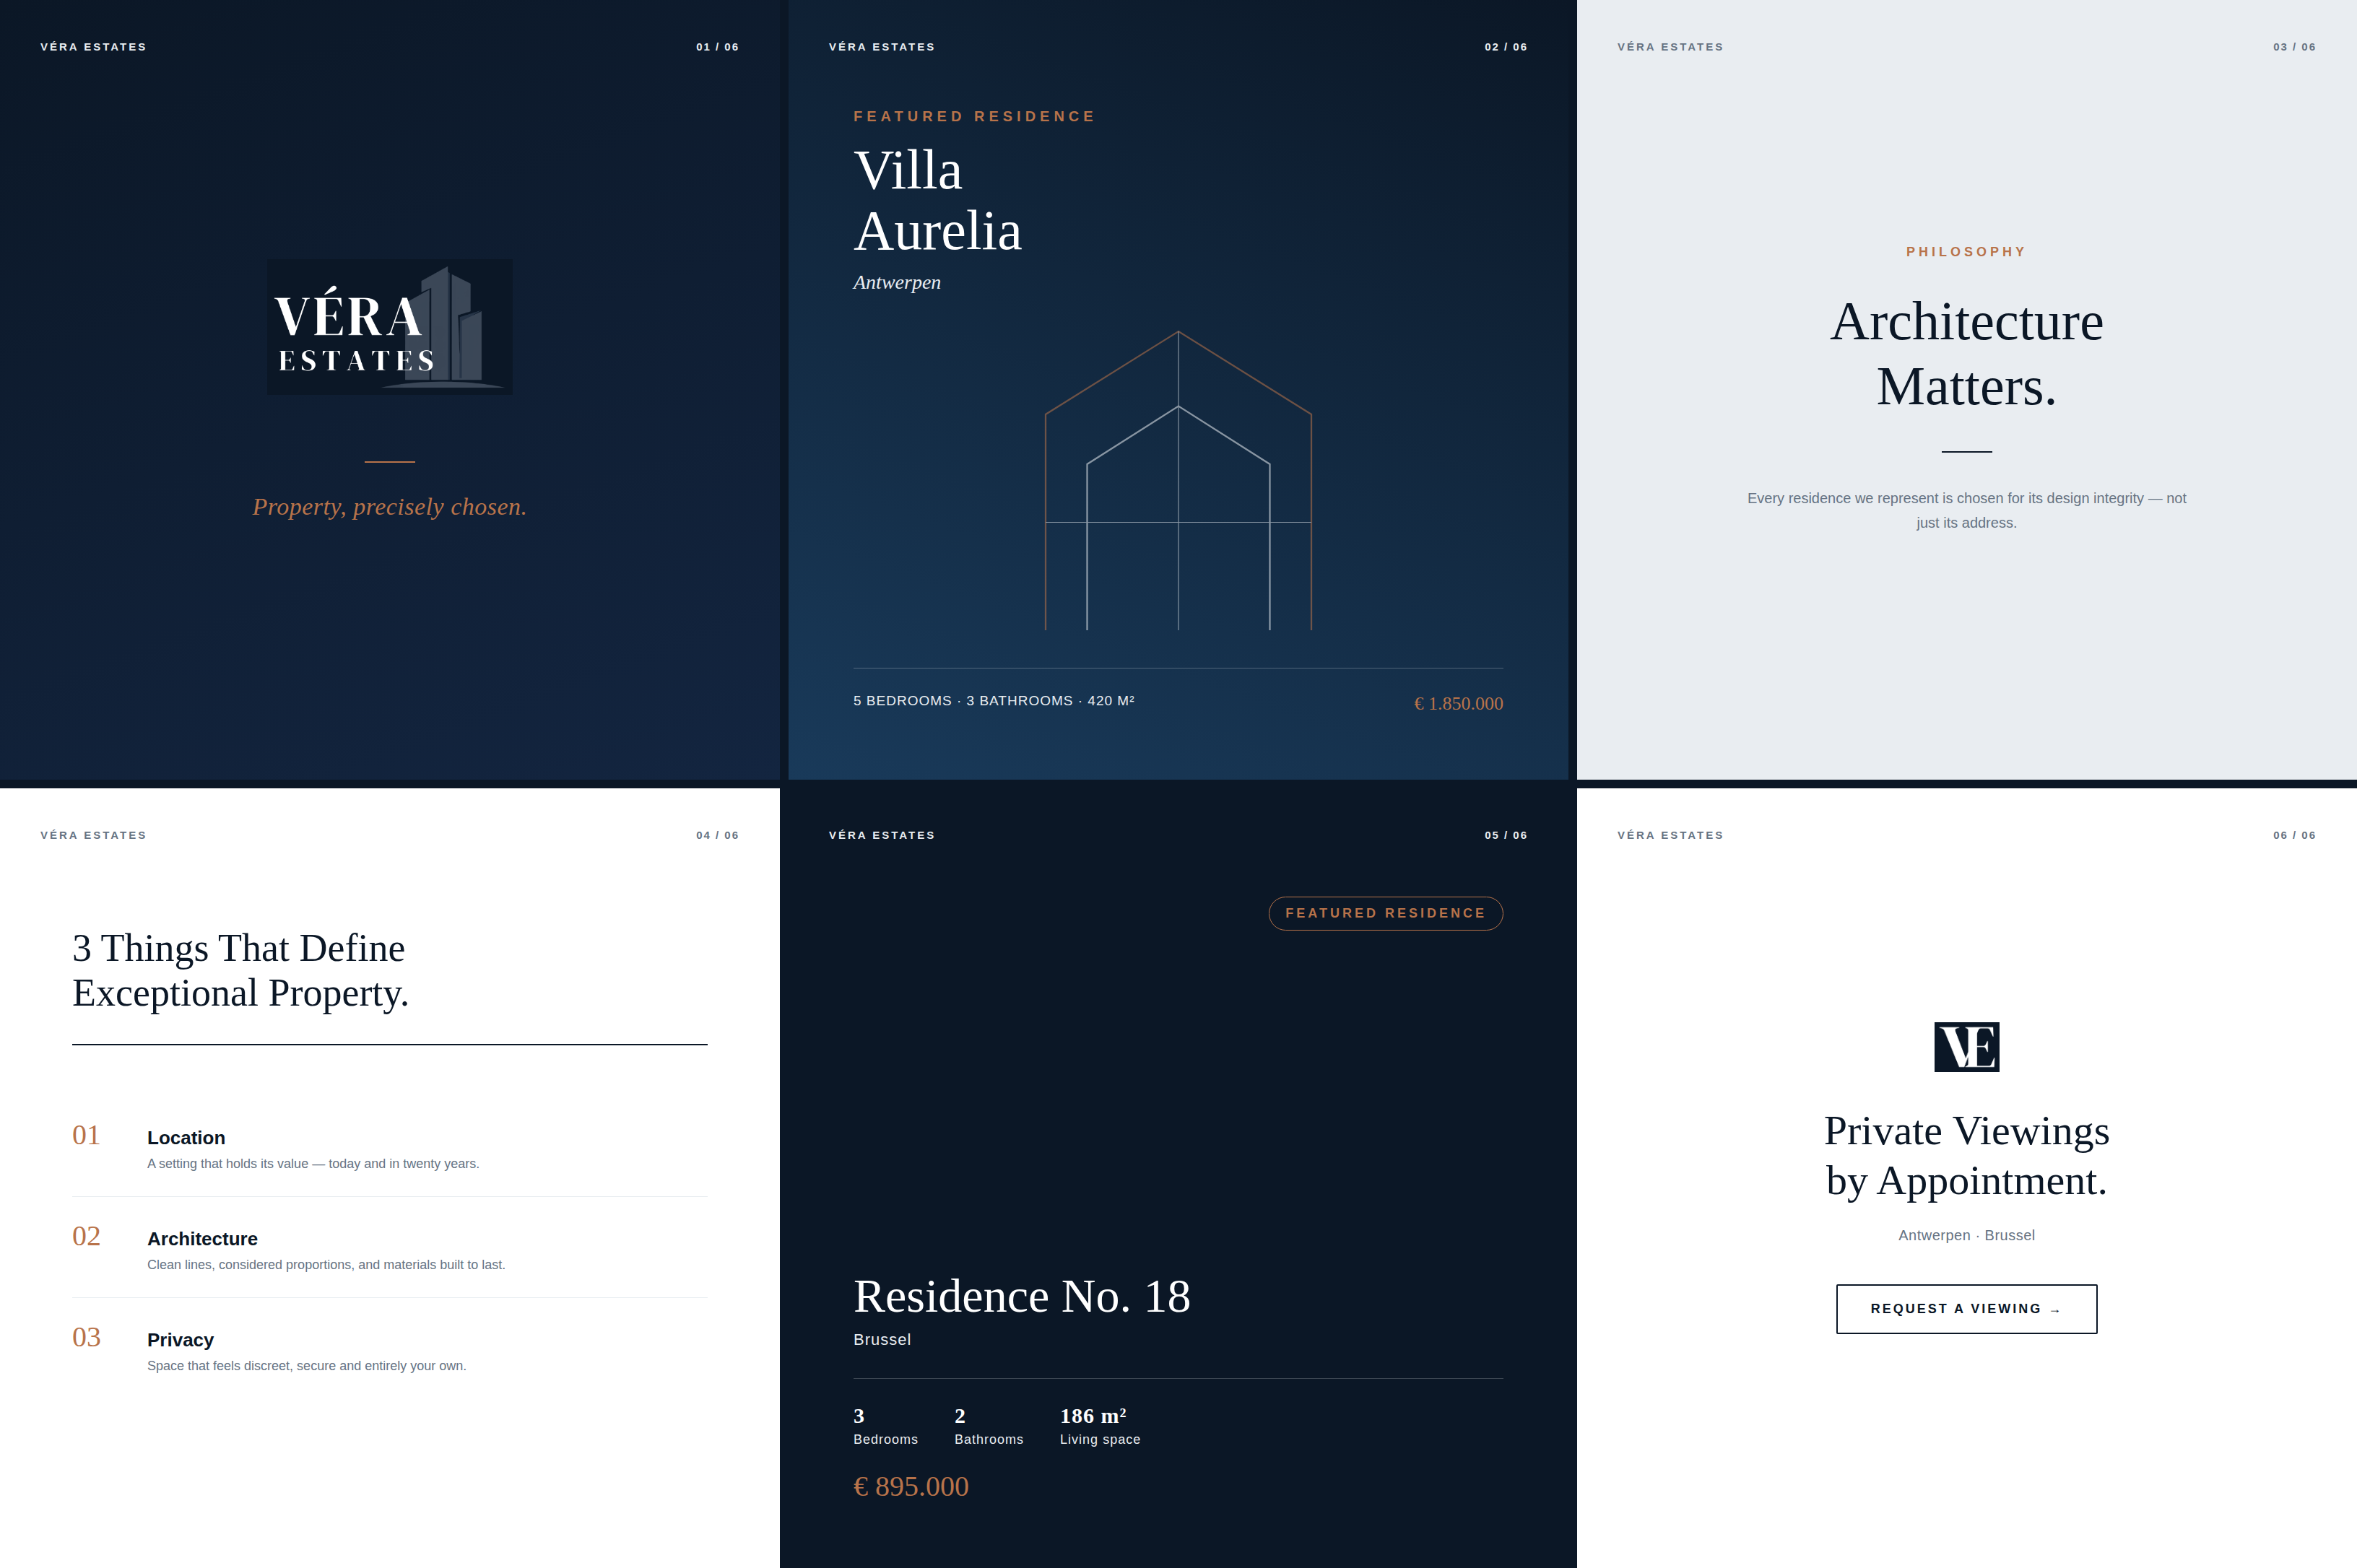 VÉRA ESTATES
01 / 06
VÉRA
ESTATES
Property, precisely chosen.
VÉRA ESTATES
02 / 06
FEATURED RESIDENCE
Villa
Aurelia
Antwerpen
5 BEDROOMS · 3 BATHROOMS · 420 M²
€ 1.850.000
VÉRA ESTATES
03 / 06
PHILOSOPHY
Architecture
Matters.
Every residence we represent is chosen for its design integrity — not
just its address.
VÉRA ESTATES
04 / 06
3 Things That Define
Exceptional Property.
01
Location
A setting that holds its value — today and in twenty years.
02
Architecture
Clean lines, considered proportions, and materials built to last.
03
Privacy
Space that feels discreet, secure and entirely your own.
VÉRA ESTATES
05 / 06
FEATURED RESIDENCE
Residence No. 18
Brussel
3
Bedrooms
2
Bathrooms
186 m²
Living space
€ 895.000
VÉRA ESTATES
06 / 06
VE
Private Viewings
by Appointment.
Antwerpen · Brussel
REQUEST A VIEWING →